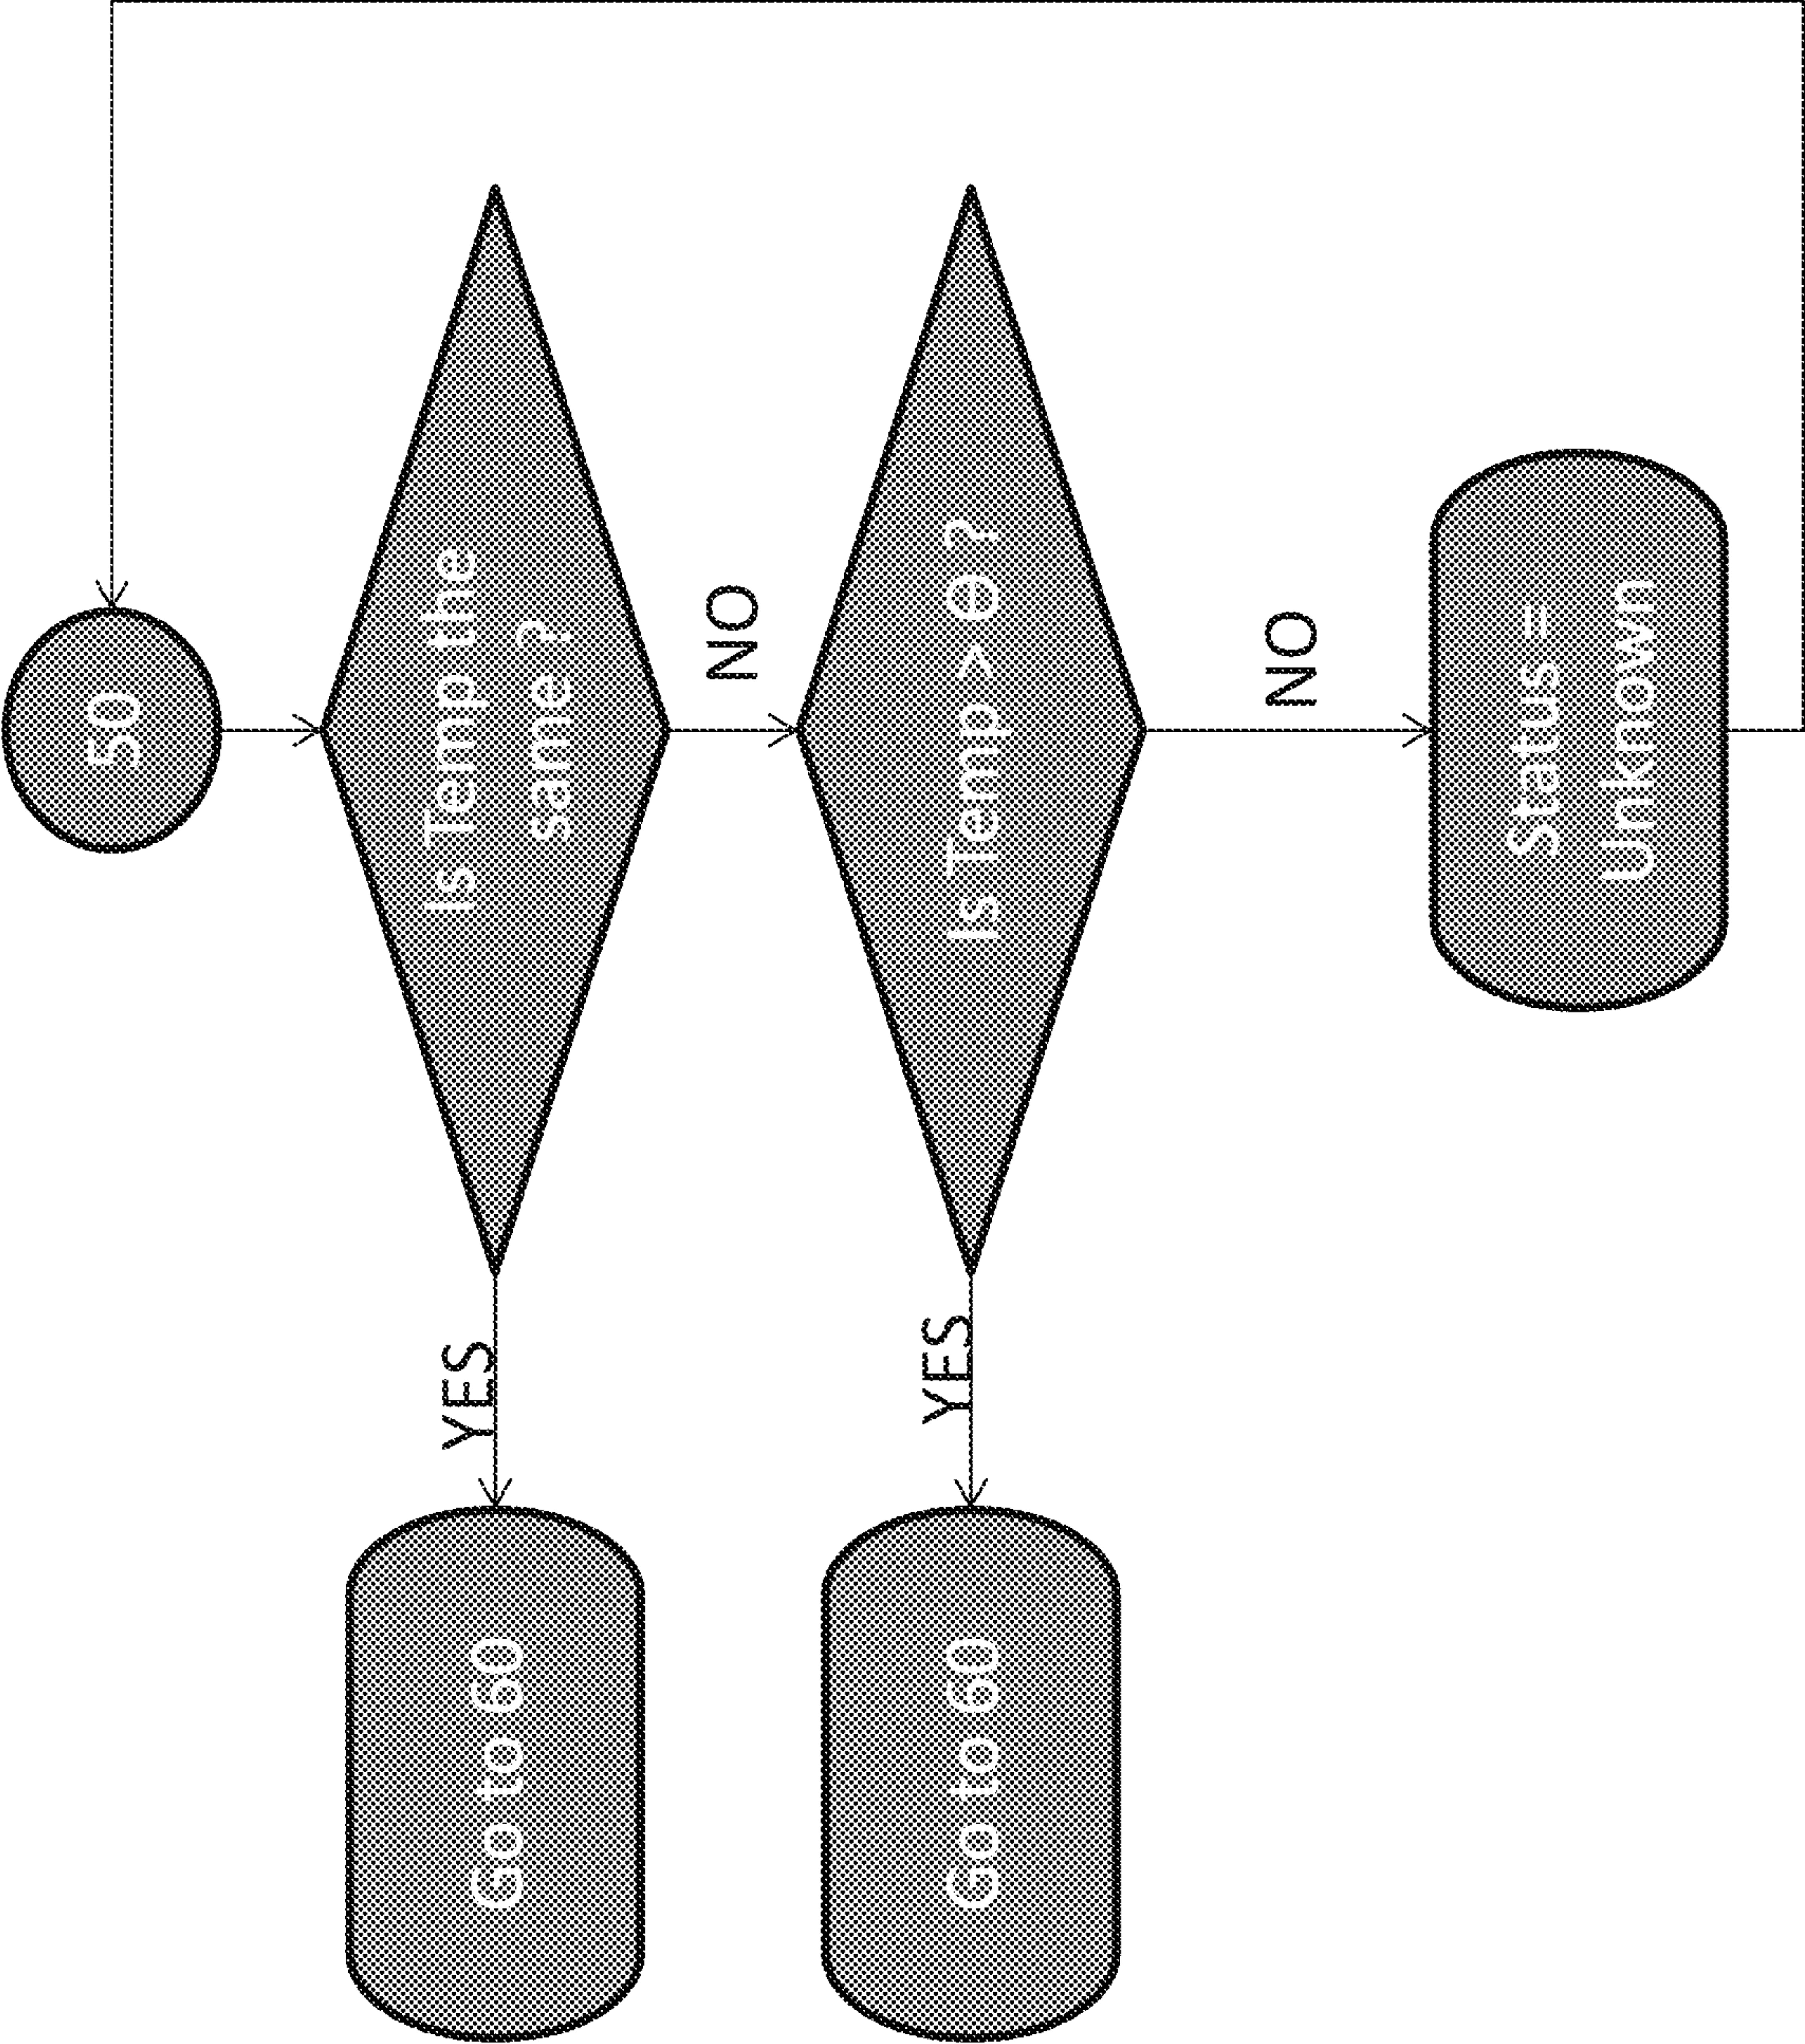 50
Is Temp the
same ?
YES
Go to 60
NO
Is Temp > Θ ?
YES
Go to 60
NO
Status =
Unknown